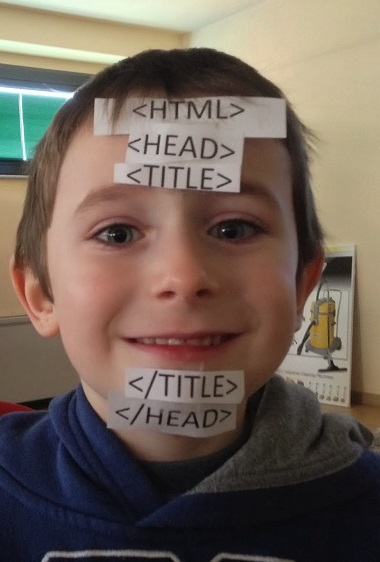 <HTML>
<HEAD>
<TITLE>
</TITLE>
</HEAD>